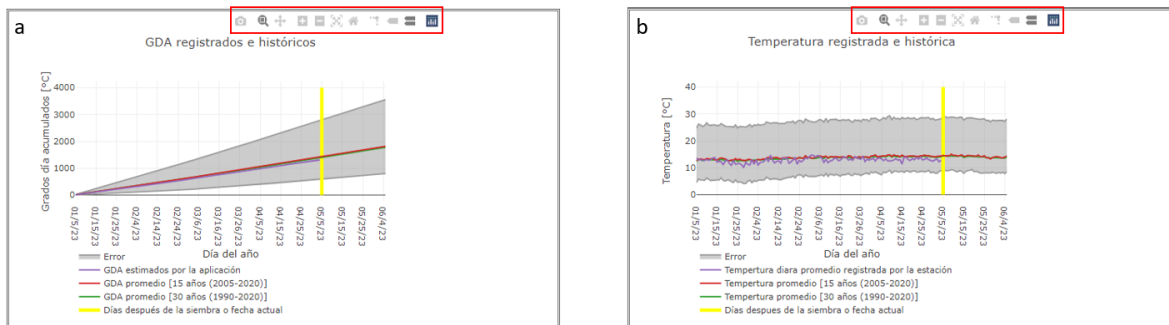 a
GDA registrados e históricos
Grados día acumulados [°C]
4000
3000
2000
1000
0
01/5/23
01/15/23
01/25/23
02/4/23
02/14/23
02/24/23
03/6/23
03/16/23
03/26/23
04/5/23
04/15/23
04/25/23
05/5/23
05/15/23
05/25/23
06/4/23
Día del año
Error
GDA estimados por la aplicación
GDA promedio [15 años (2005-2020)]
GDA promedio [30 años (1990-2020)]
Días después de la siembra o fecha actual
b
Temperatura registrada e histórica
Temperatura [°C]
40
30
20
10
0
01/5/23
01/15/23
01/25/23
02/4/23
02/14/23
02/24/23
03/6/23
03/16/23
03/26/23
04/5/23
04/15/23
04/25/23
05/5/23
05/15/23
05/25/23
06/4/23
Día del año
Error
Tempertura diara promedio registrada por la estación
Tempertura promedio [15 años (2005-2020)]
Tempertura promedio [30 años (1990-2020)]
Días después de la siembra o fecha actual